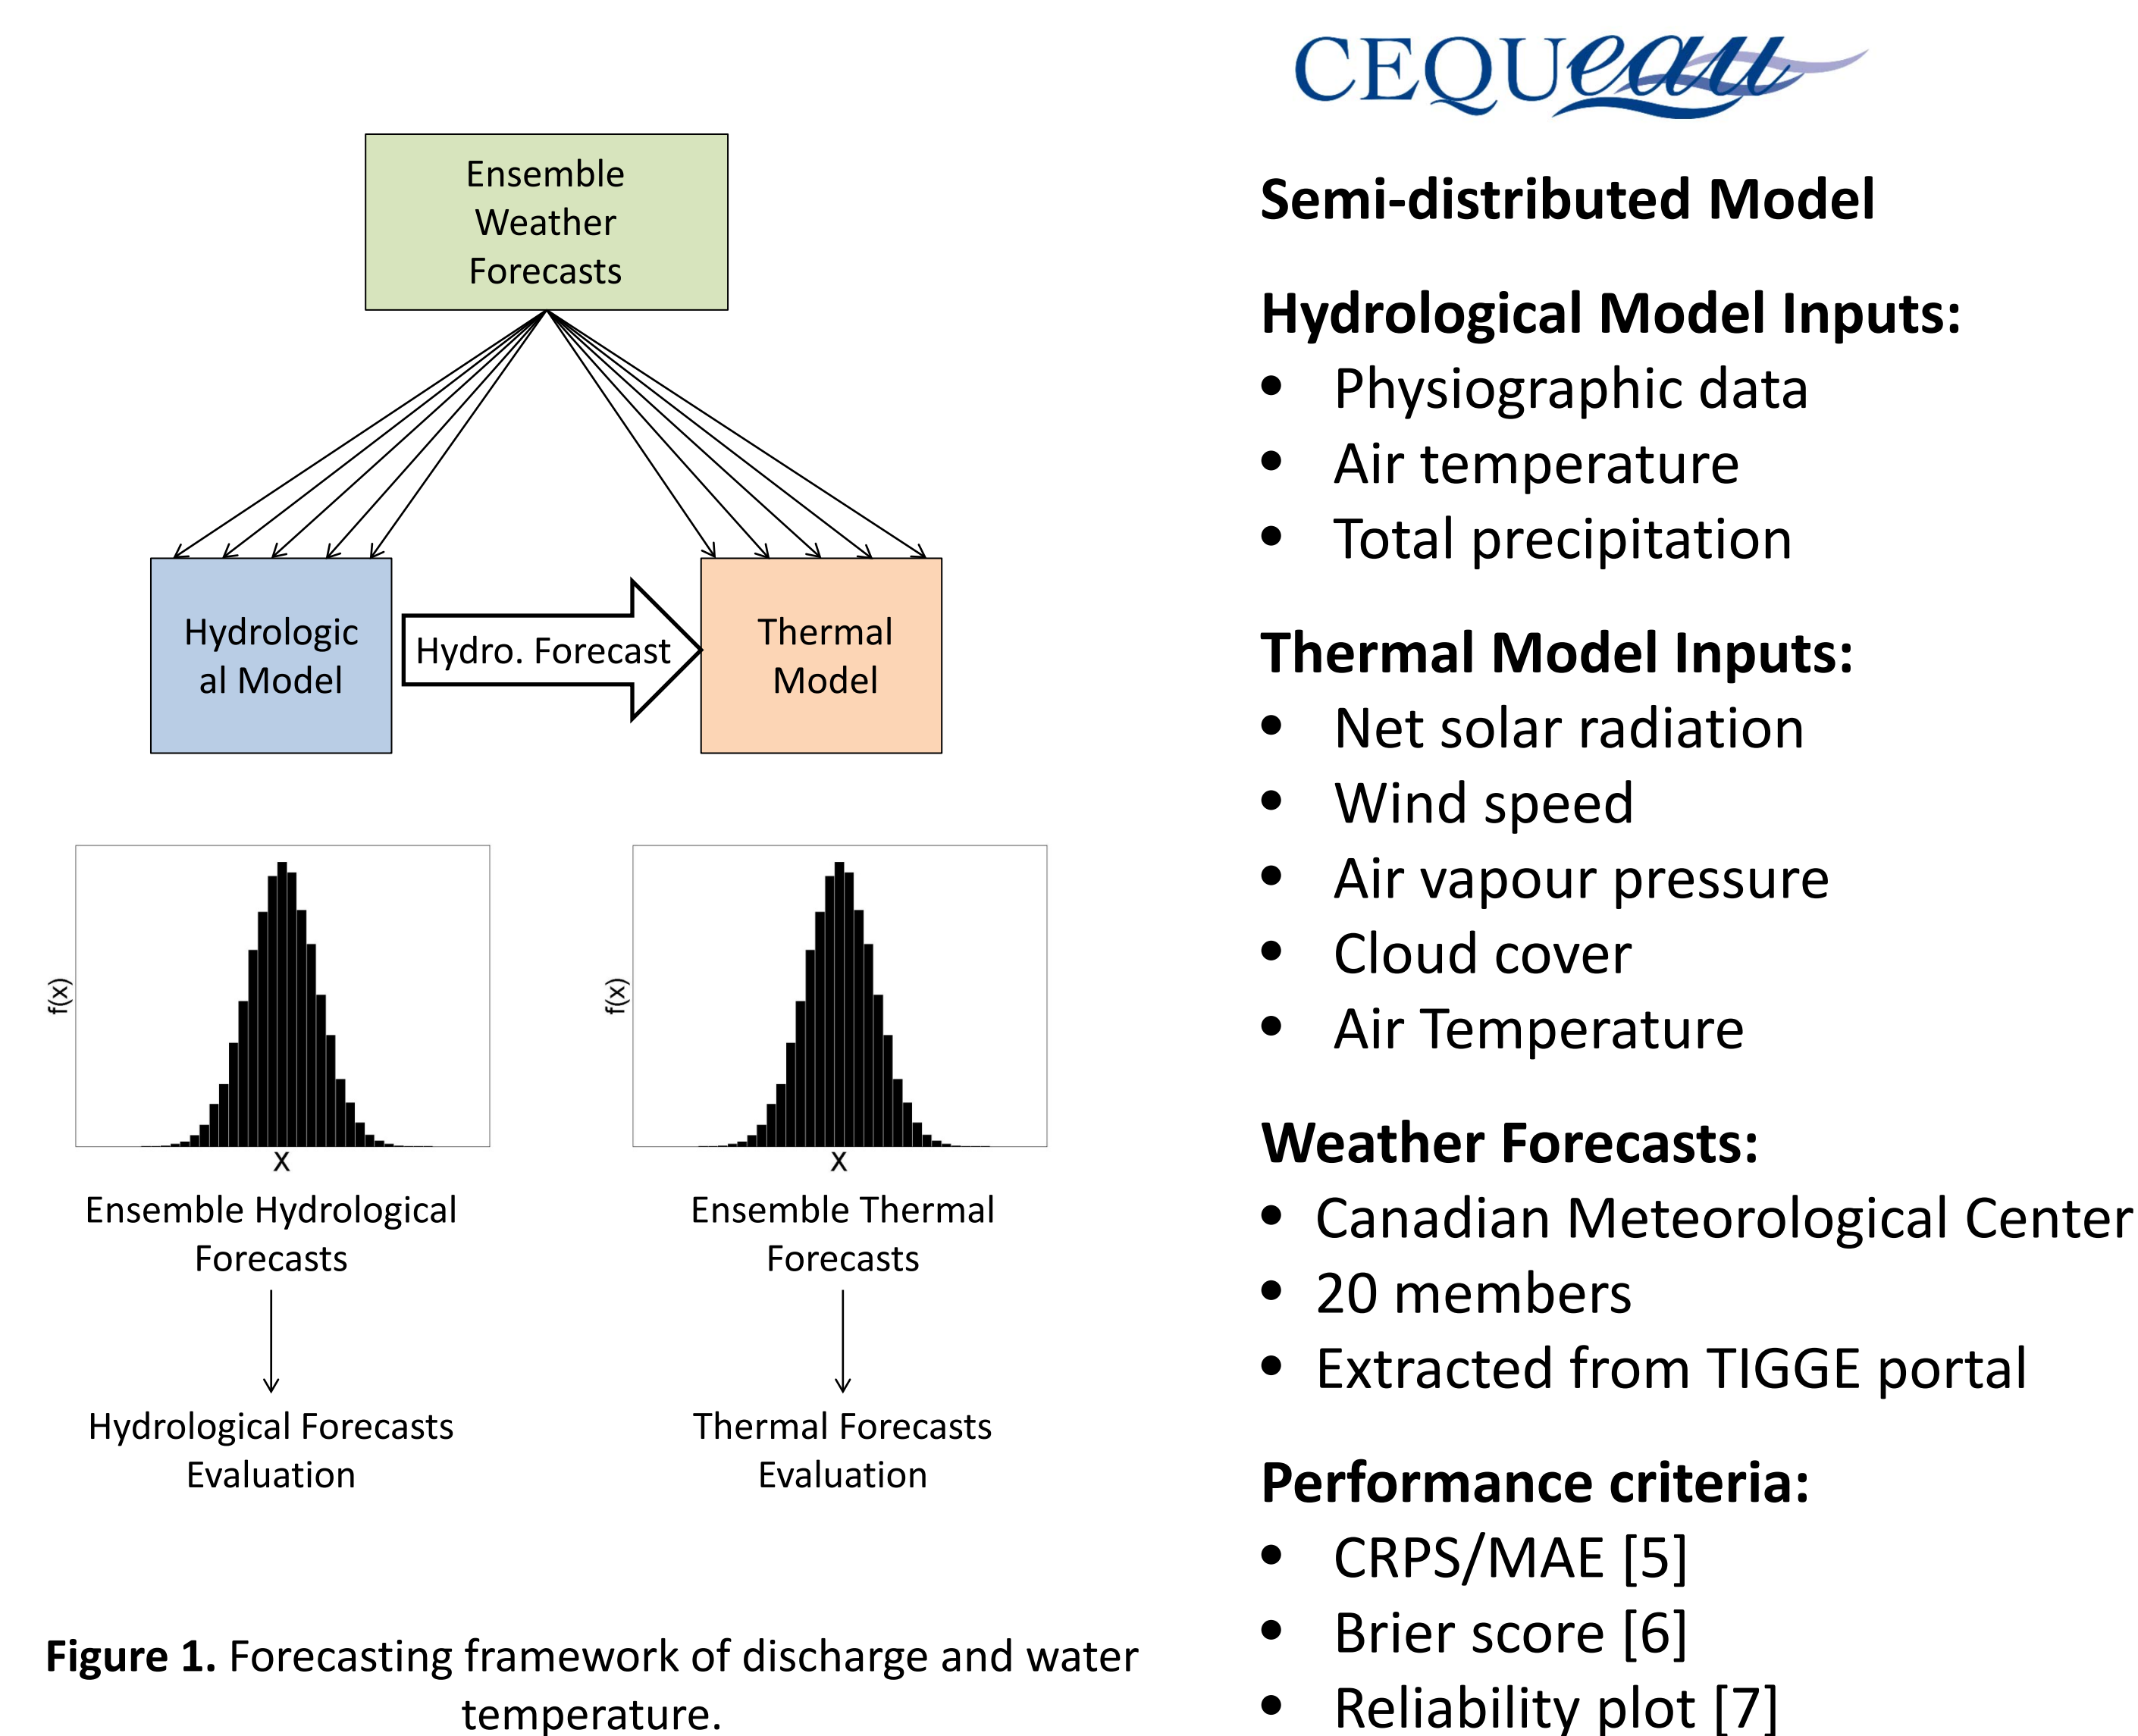 CEQUeau
Ensemble
Weather
Forecasts
Hydrologic
al Model
Hydro. Forecast
Thermal
Model
f(x)
X
f(x)
X
Ensemble Hydrological
Forecasts
Ensemble Thermal
Forecasts
Hydrological Forecasts
Evaluation
Thermal Forecasts
Evaluation
Figure 1. Forecasting framework of discharge and water
temperature.
Semi-distributed Model
Hydrological Model Inputs:
• Physiographic data
• Air temperature
• Total precipitation
Thermal Model Inputs:
• Net solar radiation
• Wind speed
• Air vapour pressure
• Cloud cover
• Air Temperature
Weather Forecasts:
• Canadian Meteorological Center
• 20 members
• Extracted from TIGGE portal
Performance criteria:
• CRPS/MAE [5]
• Brier score [6]
• Reliability plot [7]